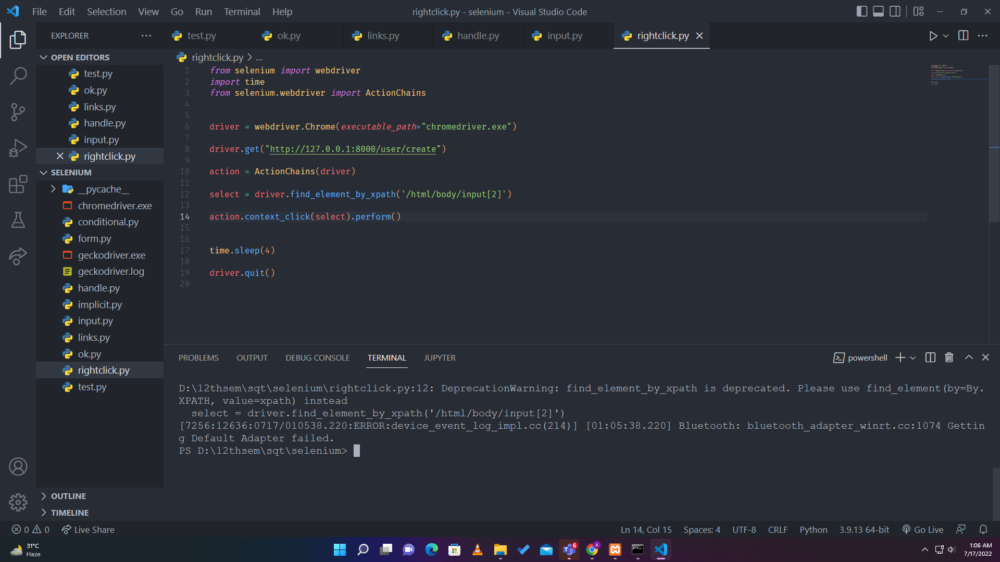 File Edit Selection View Go Run Terminal Help
rightclick.py - selenium - Visual Studio Code
EXPLORER
test.py
ok.py
links.py
handle.py
input.py
rightclick.py
OPEN EDITORS
test.py
ok.py
links.py
handle.py
input.py
rightclick.py
SELENIUM
__pycache__
chromedriver.exe
conditional.py
form.py
geckodriver.exe
geckodriver.log
handle.py
implicit.py
input.py
links.py
ok.py
rightclick.py
test.py
OUTLINE
TIMELINE
rightclick.py > ...
1 from selenium import webdriver
2 import time
3 from selenium.webdriver import ActionChains
4
5
6 driver = webdriver.Chrome(executable_path="chromedriver.exe")
7
8 driver.get("http://127.0.0.1:8000/user/create")
9
10 action = ActionChains(driver)
11
12 select = driver.find_element_by_xpath('/html/body/input[2]')
13
14 action.context_click(select).perform()
15
16
17 time.sleep(4)
18
19 driver.quit()
20
PROBLEMS OUTPUT DEBUG CONSOLE TERMINAL JUPYTER
powershell
D:\12thsem\sqt\selenium\rightclick.py:12: DeprecationWarning: find_element_by_xpath is deprecated. Please use find_element(by=By.
XPATH, value=xpath) instead
select = driver.find_element_by_xpath('/html/body/input[2]')
[7256:12636:0717/010538.220:ERROR:device_event_log_impl.cc(214)] [01:05:38.220] Bluetooth: bluetooth_adapter_winrt.cc:1074 Gettin
g Default Adapter failed.
PS D:\12thsem\sqt\selenium>
0 0 Live Share
Ln 14, Col 15 Spaces: 4 UTF-8 CRLF Python 3.9.13 64-bit Go Live
31°C
Haze
6
A
1:06 AM
7/17/2022